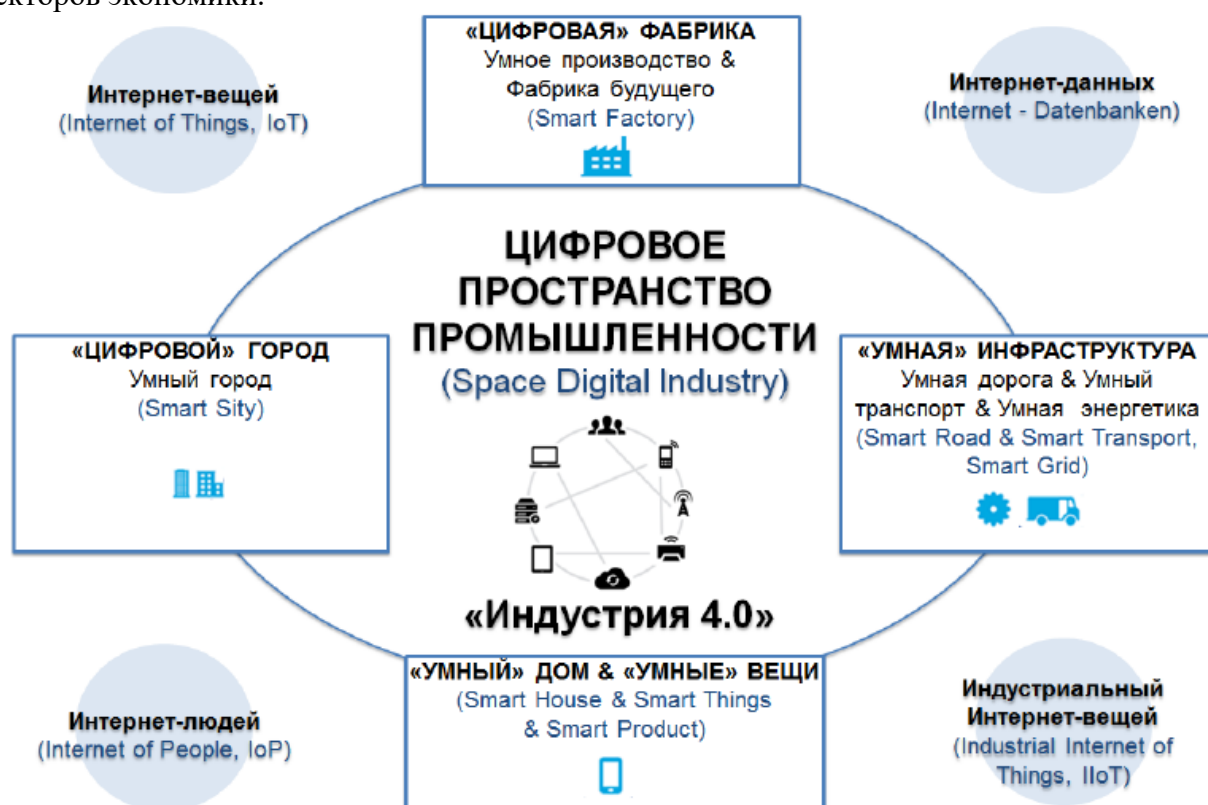 екторов экономики.
«ЦИФРОВАЯ» ФАБРИКА
Умное производство &
Фабрика будущего
(Smart Factory)
Интернет-вещей
(Internet of Things, IoT)
Интернет-данных
(Internet - Datenbanken)
ЦИФРОВОЕ
ПРОСТРАНСТВО
ПРОМЫШЛЕННОСТИ
(Space Digital Industry)
«ЦИФРОВОЙ» ГОРОД
Умный город
(Smart Sity)
«УМНАЯ» ИНФРАСТРУКТУРА
Умная дорога & Умный
транспорт & Умная энергетика
(Smart Road & Smart Transport,
Smart Grid)
«Индустрия 4.0»
«УМНЫЙ» ДОМ & «УМНЫЕ» ВЕЩИ
(Smart House & Smart Things
& Smart Product)
Интернет-людей
(Internet of People, IoP)
Индустриальный
Интернет-вещей
(Industrial Internet of
Things, IIoT)